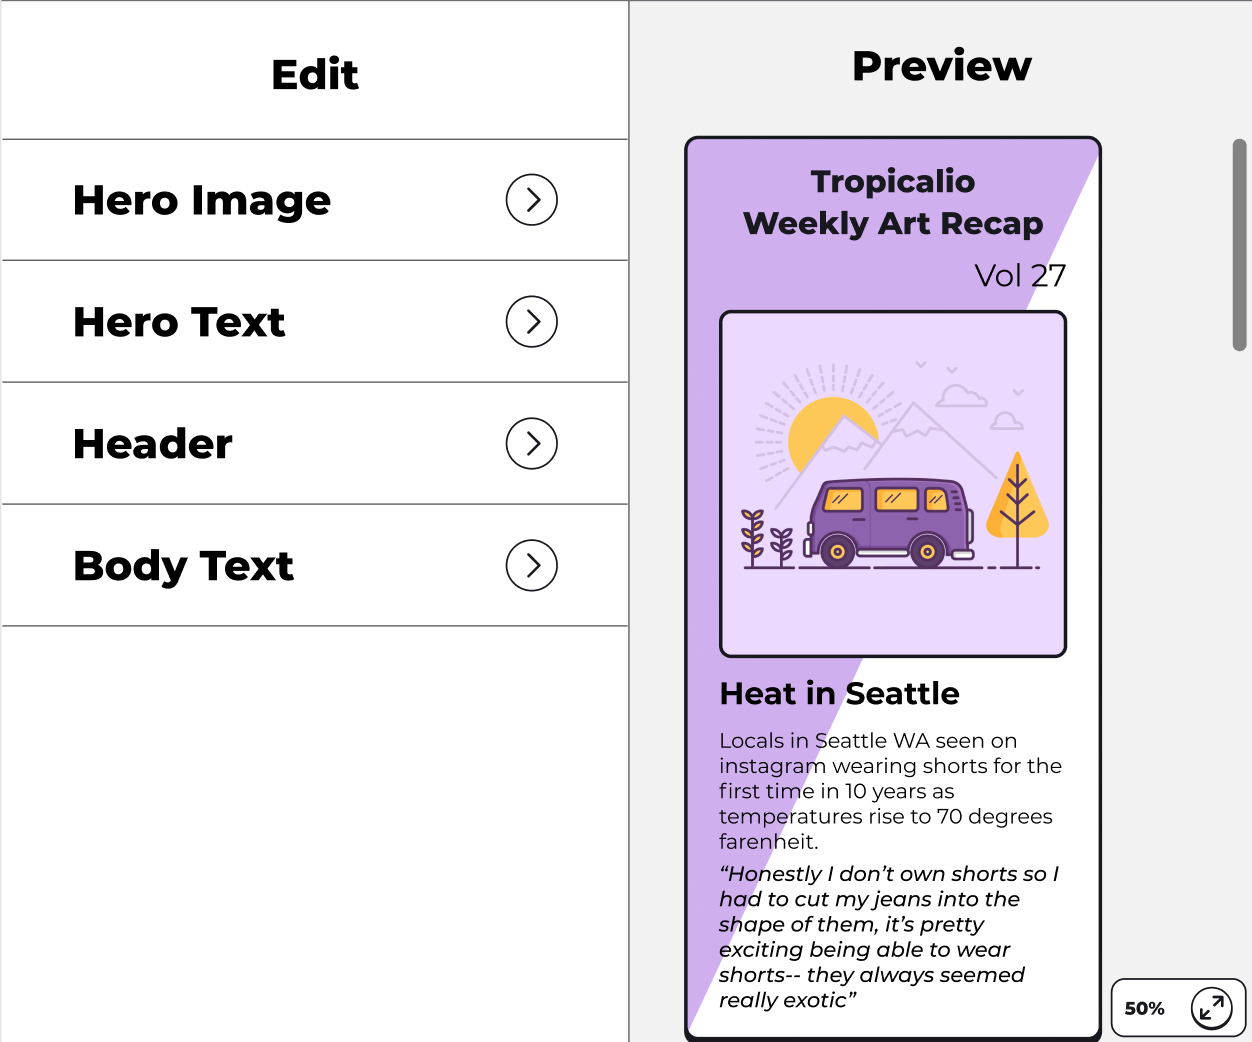 Edit
Hero Image
Hero Text
Header
Body Text
Preview
Tropicalio
Weekly Art Recap
Vol 27
Heat in Seattle
Locals in Seattle WA seen on
instagram wearing shorts for the
first time in 10 years as
temperatures rise to 70 degrees
farenheit.
“Honestly I don’t own shorts so I
had to cut my jeans into the
shape of them, it’s pretty
exciting being able to wear
shorts-- they always seemed
really exotic”
50%